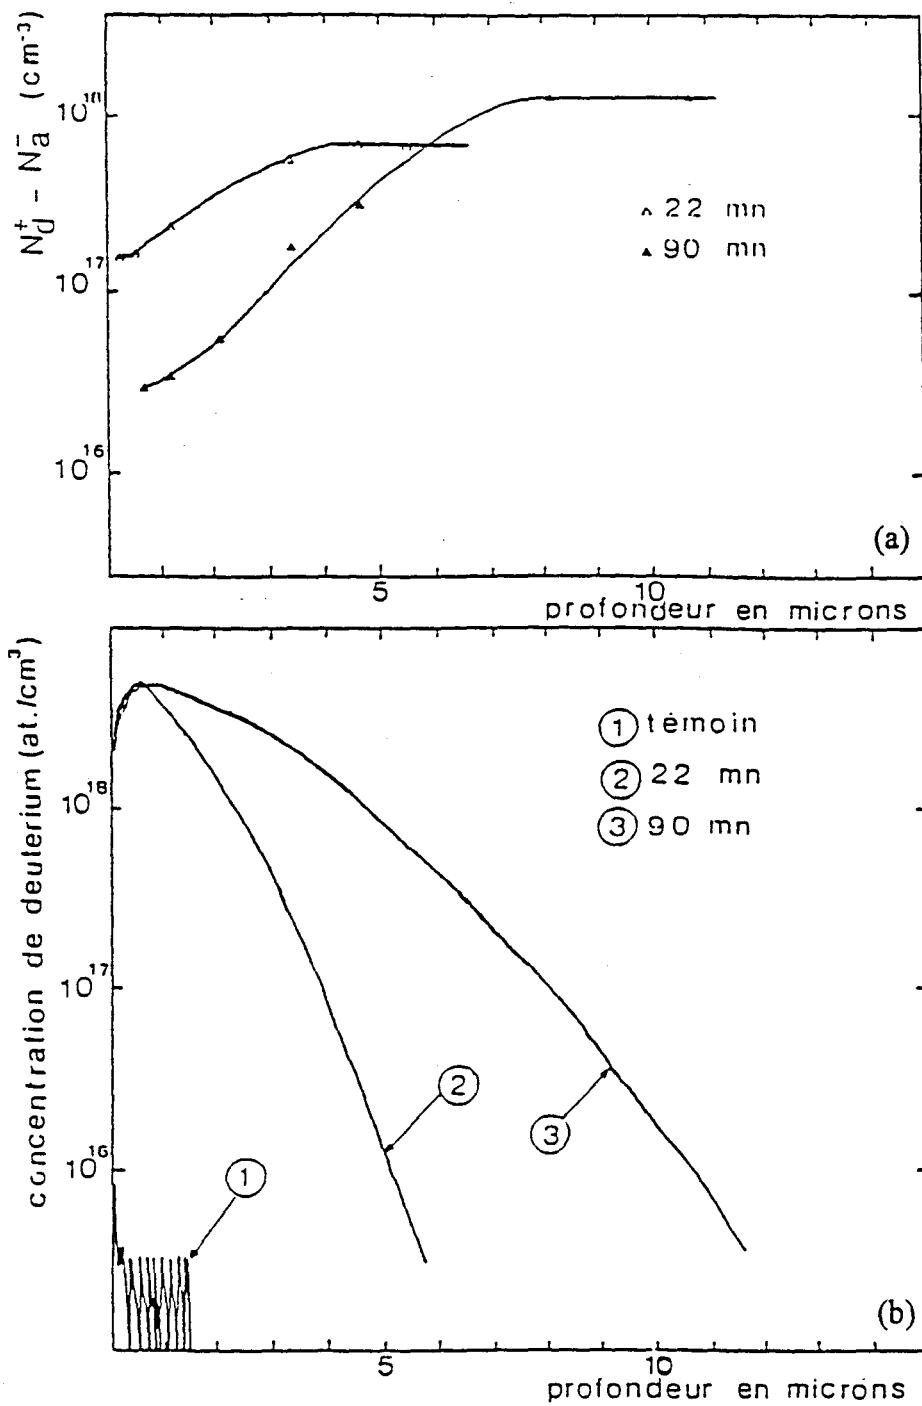 N_d^+ - N_a^- (cm^-3)
10^18
10^17
10^16
22 mn
90 mn
(a)
5
10
profondeur en microns
concentration de deuterium (at./cm^3)
10^18
10^17
10^16
1 témoin
2 22 mn
3 90 mn
2
3
1
(b)
5
10
profondeur en microns